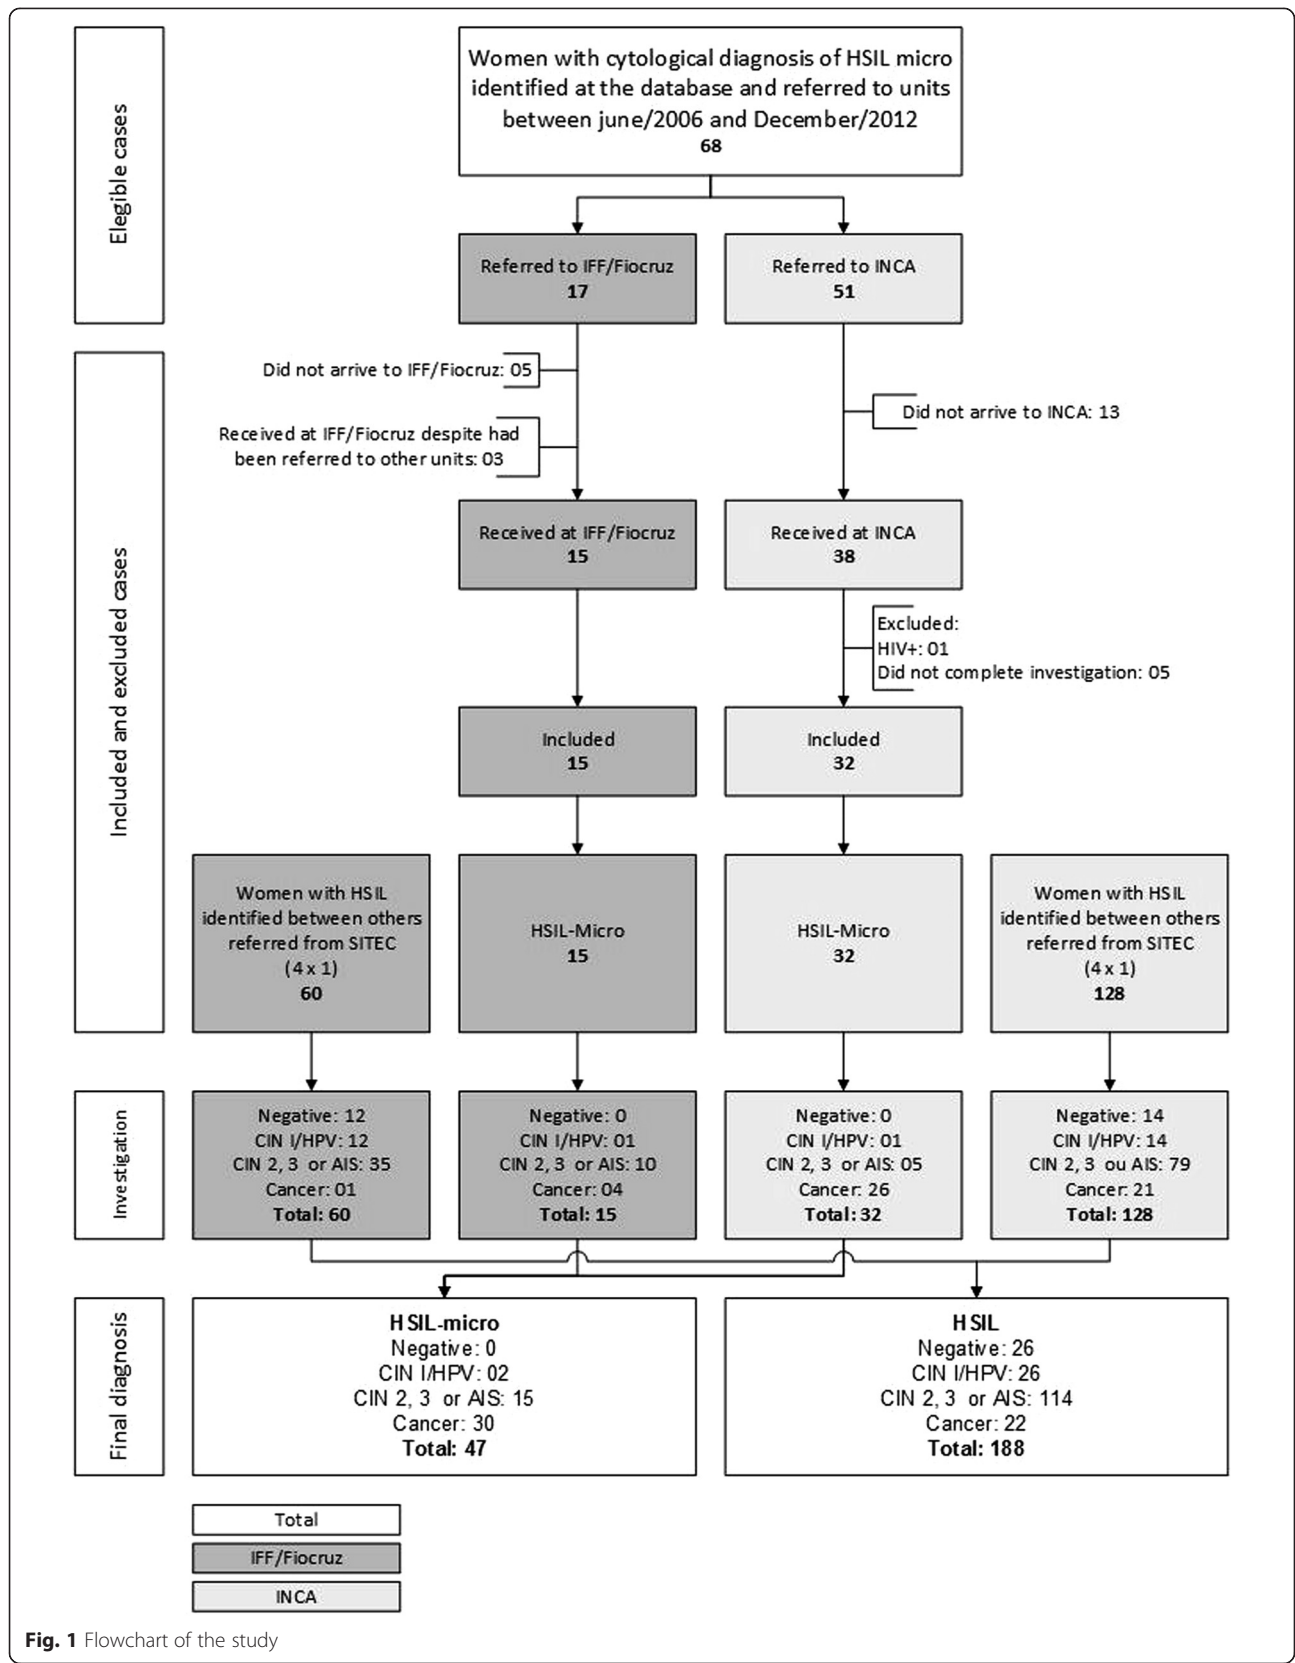 Elegible cases
Women with cytological diagnosis of HSIL micro
identified at the database and referred to units
between june/2006 and December/2012
68
Referred to IFF/Fiocruz
17
Referred to INCA
51
Included and excluded cases
Did not arrive to IFF/Fiocruz: 05
Did not arrive to INCA: 13
Received at IFF/Fiocruz despite had
been referred to other units: 03
Received at IFF/Fiocruz
15
Received at INCA
38
Excluded:
HIV+: 01
Did not complete investigation: 05
Included
15
Included
32
Women with HSIL
identified between others
referred from SITEC
(4 x 1)
60
HSIL-Micro
15
HSIL-Micro
32
Women with HSIL
identified between others
referred from SITEC
(4 x 1)
128
Investigation
Negative: 12
CIN I/HPV: 12
CIN 2, 3 or AIS: 35
Cancer: 01
Total: 60
Negative: 0
CIN I/HPV: 01
CIN 2, 3 or AIS: 10
Cancer: 04
Total: 15
Negative: 0
CIN I/HPV: 01
CIN 2, 3 or AIS: 05
Cancer: 26
Total: 32
Negative: 14
CIN I/HPV: 14
CIN 2, 3 ou AIS: 79
Cancer: 21
Total: 128
Final diagnosis
HSIL-micro
Negative: 0
CIN I/HPV: 02
CIN 2, 3 or AIS: 15
Cancer: 30
Total: 47
HSIL
Negative: 26
CIN I/HPV: 26
CIN 2, 3 or AIS: 114
Cancer: 22
Total: 188
Total
IFF/Fiocruz
INCA
Fig. 1 Flowchart of the study